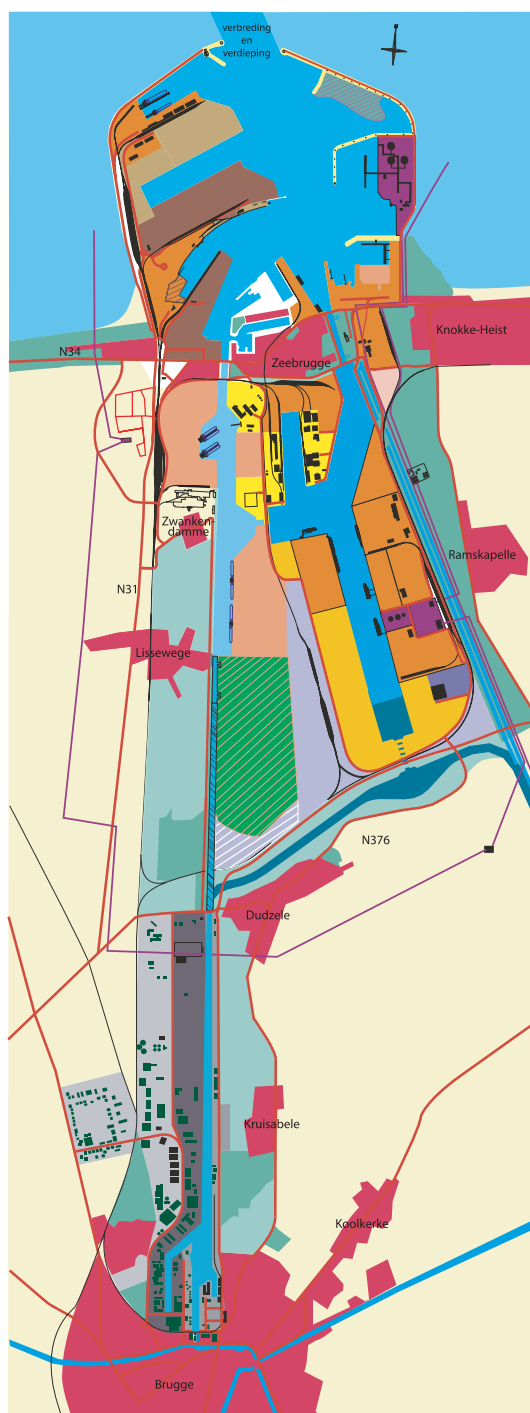 verbreding
en
verdieping
Knokke-Heist
N34
Zeebrugge
Zwanken-
damme
Ramskapelle
N31
Lissewege
N376
Dudzele
Kruisabele
Koolkerke
Brugge